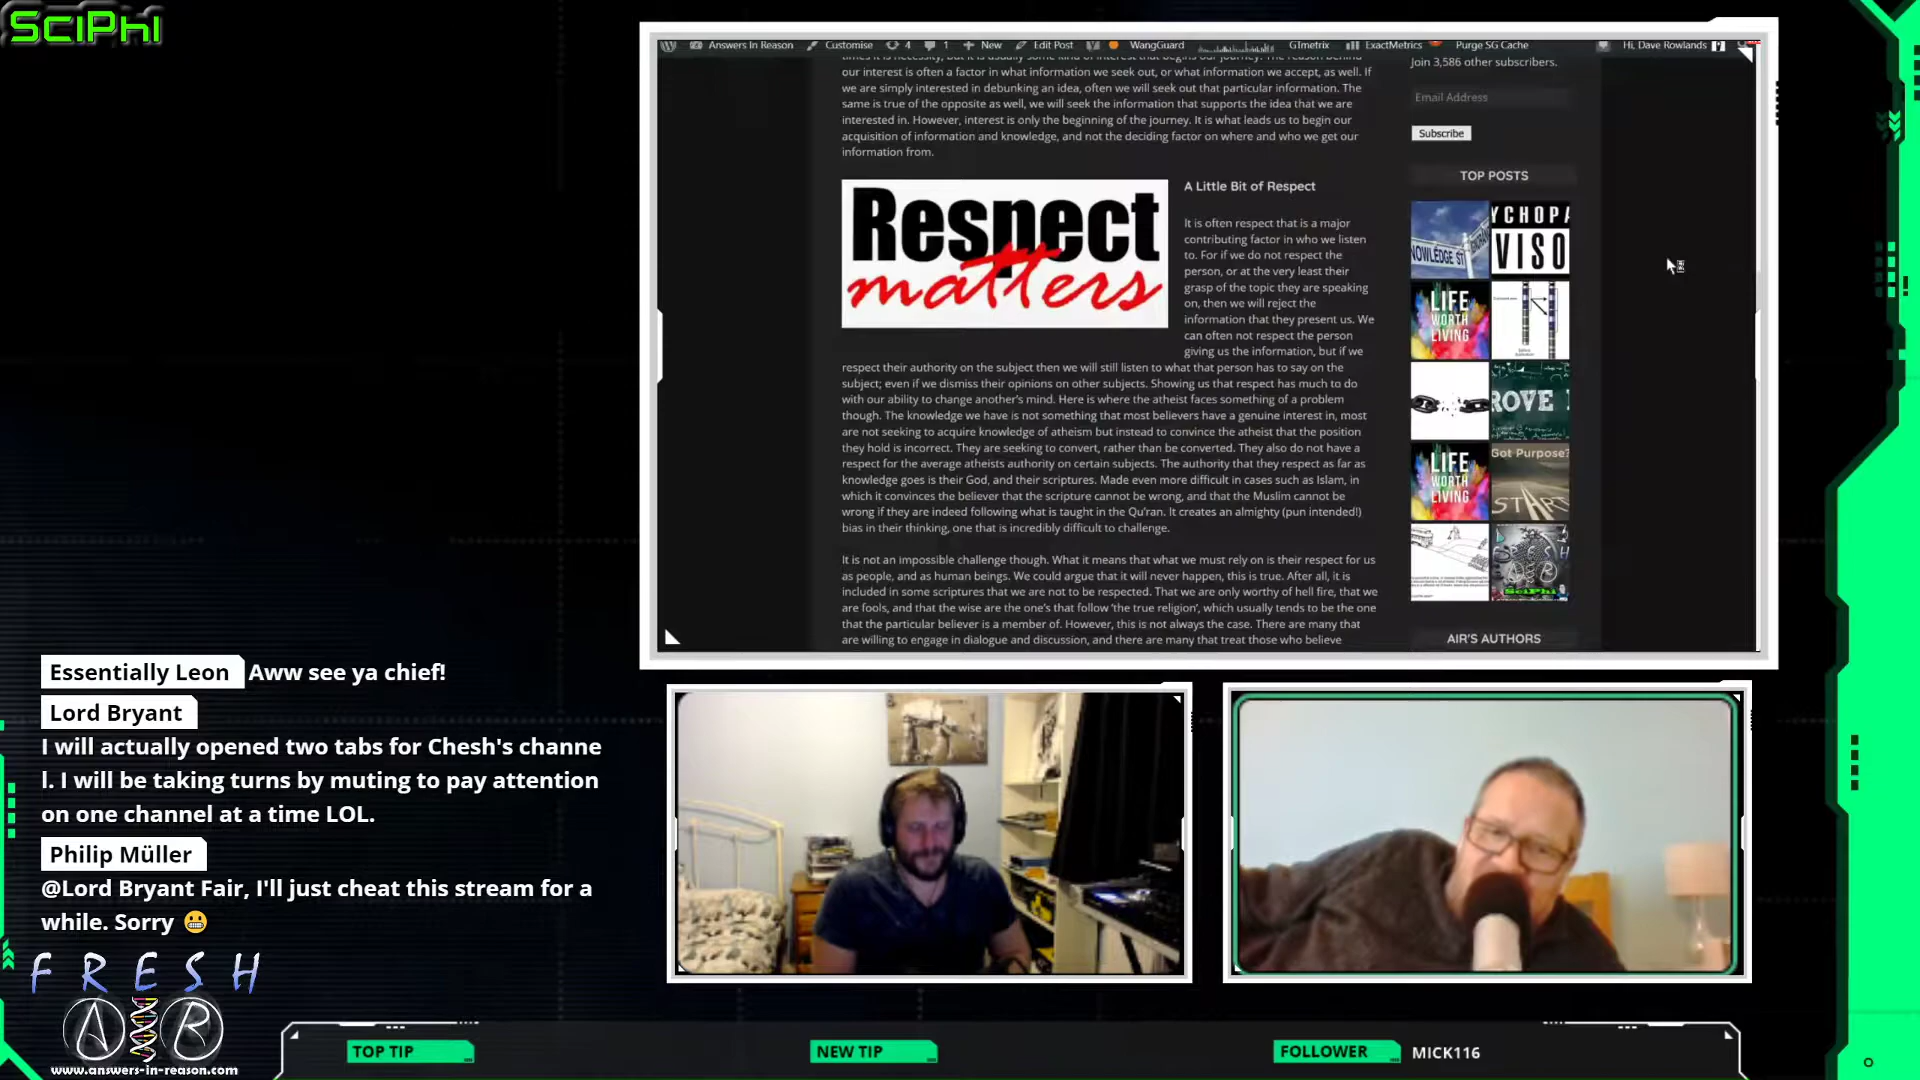 SciPhi
Answers In Reason Customise 4 1 New Edit Post WangGuard GTmetrix ExactMetrics Purge SG Cache Hi, Dave Rowlands
our interest is often a factor in what information we seek out, or what information we accept, as well. If
we are simply interested in debunking an idea, often we will seek out that particular information. The
same is true of the opposite as well, we will seek the information that supports the idea that we are
interested in. However, interest is only the beginning of the journey. It is what leads us to begin our
acquisition of information and knowledge, and not the deciding factor on where and who we get our
information from.
Respect
matters
A Little Bit of Respect
It is often respect that is a major
contributing factor in who we listen
to. For if we do not respect the
person, or at the very least their
grasp of the topic they are speaking
on, then we will reject the
information that they present us. We
can often not respect the person
giving us the information, but if we
respect their authority on the subject then we will still listen to what that person has to say on the
subject; even if we dismiss their opinions on other subjects. Showing us that respect has much to do
with our ability to change another's mind. Here is where the atheist faces something of a problem
though. The knowledge we have is not something that most believers have a genuine interest in, most
are not seeking to acquire knowledge of atheism but instead to convince the atheist that the position
they hold is incorrect. They are seeking to convert, rather than be converted. They also do not have a
respect for the average atheists authority on certain subjects. The authority that they respect as far as
knowledge goes is their God, and their scriptures. Made even more difficult in cases such as Islam, in
which it convinces the believer that the scripture cannot be wrong, and that the Muslim cannot be
wrong if they are indeed following what is taught in the Qu'ran. It creates an almighty (pun intended!)
bias in their thinking, one that is incredibly difficult to challenge.
It is not an impossible challenge though. What it means that what we must rely on is their respect for us
as people, and as human beings. We could argue that it will never happen, this is true. After all, it is
included in some scriptures that we are not to be respected. That we are only worthy of hell fire, that we
are fools, and that the wise are the one's that follow 'the true religion', which usually tends to be the one
that the particular believer is a member of. However, this is not always the case. There are many that
are willing to engage in dialogue and discussion, and there are many that treat those who believe
Join 3,586 other subscribers.
Email Address
Subscribe
TOP POSTS
NOWLEDGE ST
YCHOPA
VISO
LIFE
WORTH
LIVING
ROVE
LIFE
WORTH
LIVING
Got Purpose?
START
SciPhi
AIR'S AUTHORS
Essentially Leon Aww see ya chief!
Lord Bryant
I will actually opened two tabs for Chesh's channe
l. I will be taking turns by muting to pay attention
on one channel at a time LOL.
Philip Müller
@Lord Bryant Fair, I'll just cheat this stream for a
while. Sorry 😬
FRESH
A R
www.answers-in-reason.com
TOP TIP
NEW TIP
FOLLOWER MICK116